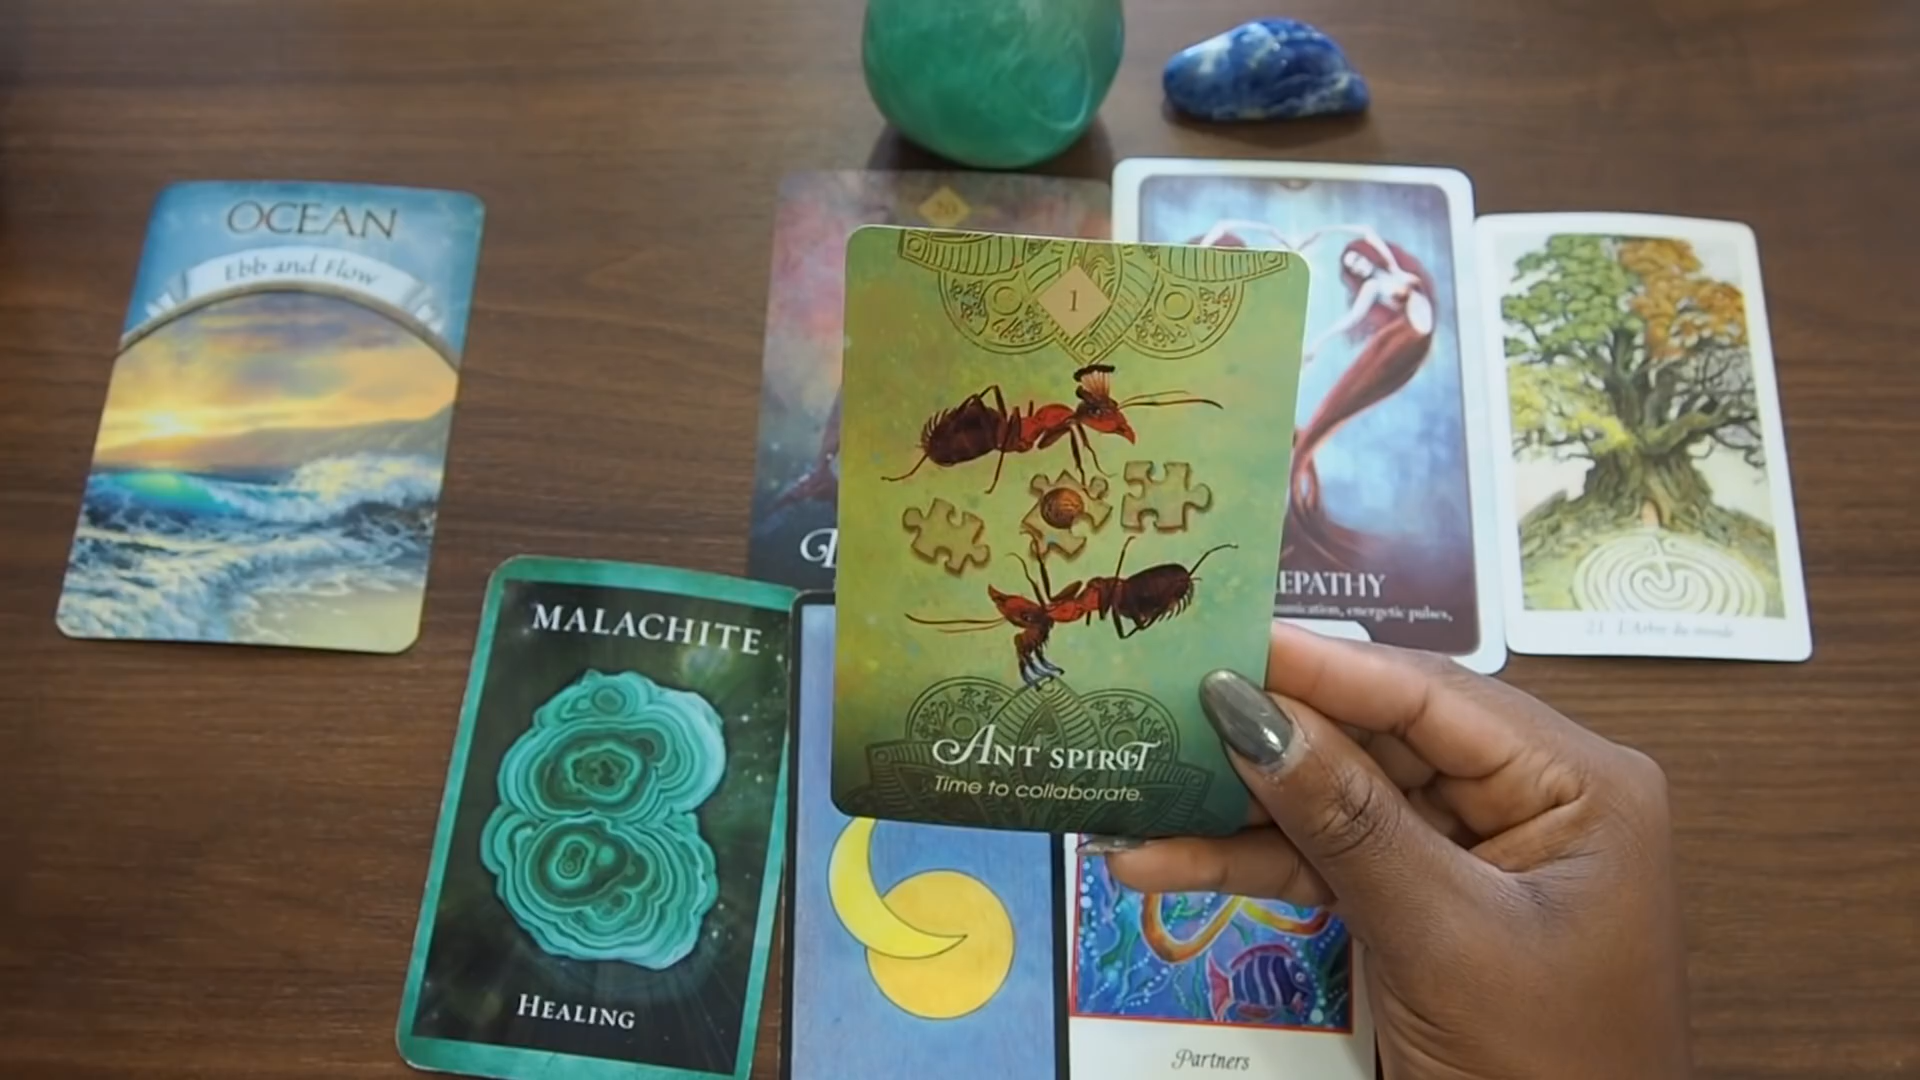 OCEAN
Ebb and Flow
20
1
ANT SPIRIT
Time to collaborate.
EPATHY
energetic pulses,
21 L'Arbre du monde
MALACHITE
HEALING
Partners